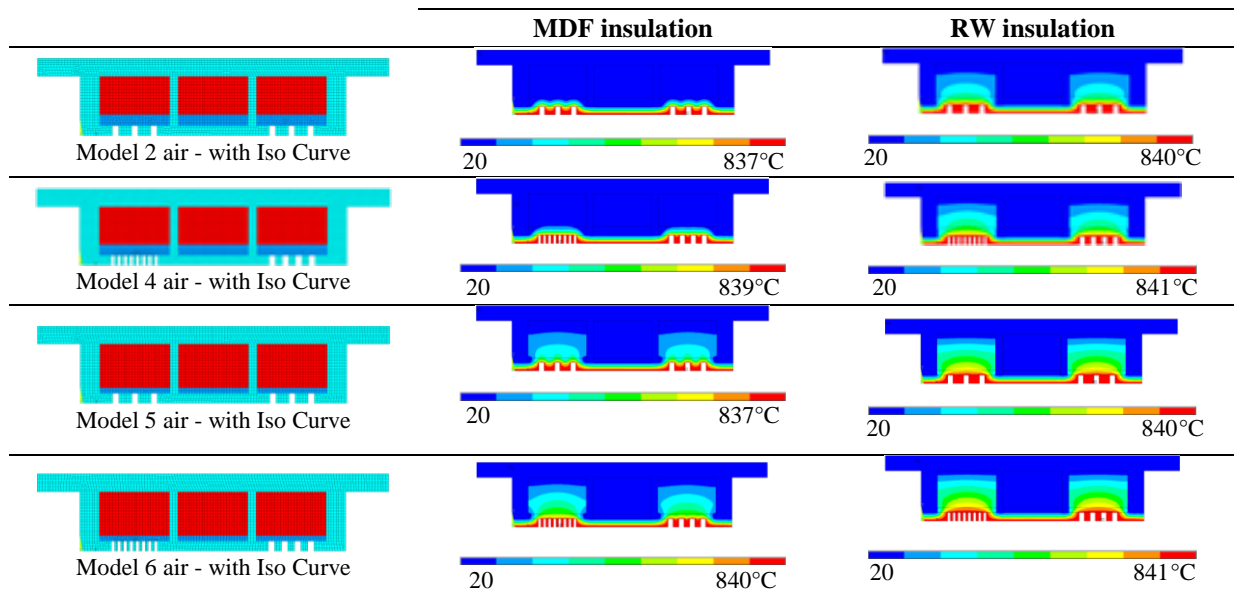 MDF insulation RW insulation
20 837°C 20 840°C
Model 2 air - with Iso Curve
20 839°C 20 841°C
Model 4 air - with Iso Curve
20 837°C 20 840°C
Model 5 air - with Iso Curve
20 840°C 20 841°C
Model 6 air - with Iso Curve